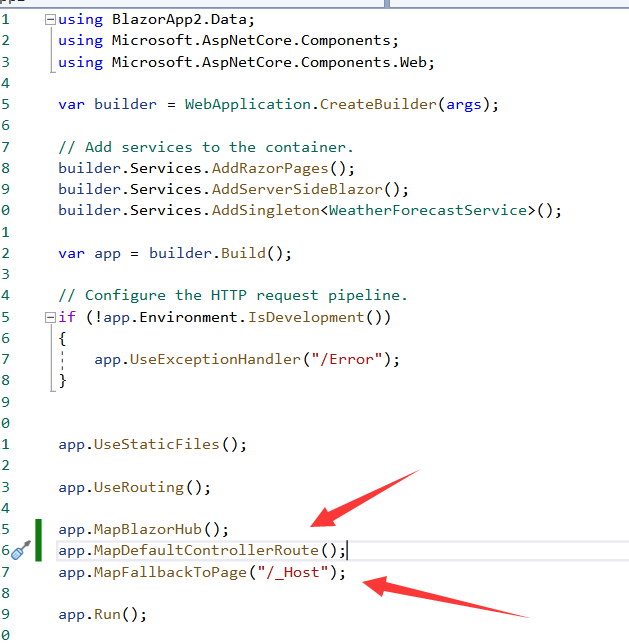 1 using BlazorApp2.Data;
2 using Microsoft.AspNetCore.Components;
3 using Microsoft.AspNetCore.Components.Web;
4
5 var builder = WebApplication.CreateBuilder(args);
6
7 // Add services to the container.
8 builder.Services.AddRazorPages();
9 builder.Services.AddServerSideBlazor();
0 builder.Services.AddSingleton<WeatherForecastService>();
1
2 var app = builder.Build();
3
4 // Configure the HTTP request pipeline.
5 if (!app.Environment.IsDevelopment())
6 {
7 app.UseExceptionHandler("/Error");
8 }
9
0
1 app.UseStaticFiles();
2
3 app.UseRouting();
4
5 app.MapBlazorHub();
6 app.MapDefaultControllerRoute();
7 app.MapFallbackToPage("/_Host");
8
9 app.Run();
0